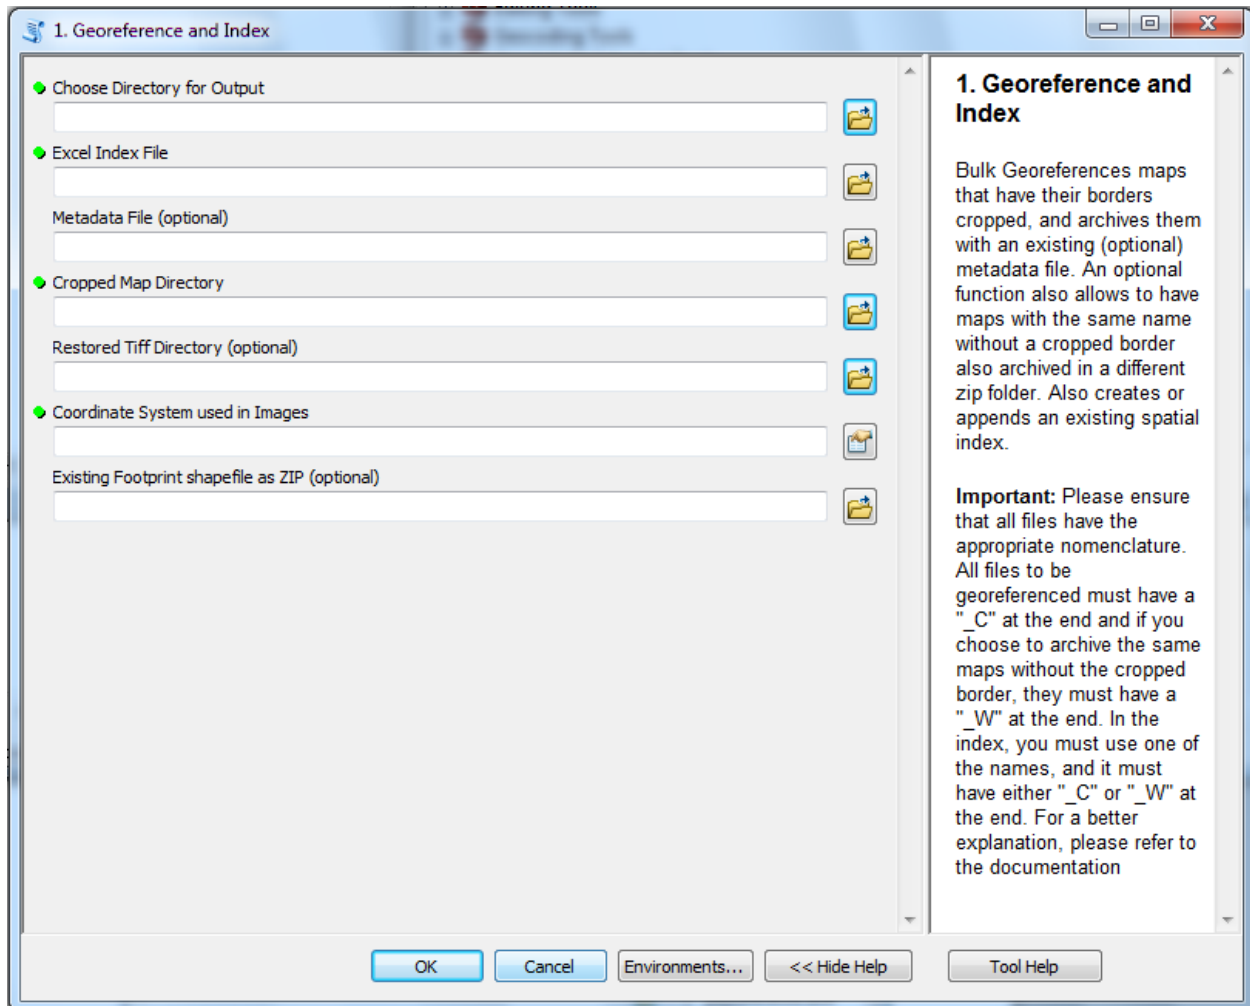 1. Georeference and Index
Choose Directory for Output
Excel Index File
Metadata File (optional)
Cropped Map Directory
Restored Tiff Directory (optional)
Coordinate System used in Images
Existing Footprint shapefile as ZIP (optional)
1. Georeference and
Index
Bulk Georeferences maps
that have their borders
cropped, and archives them
with an existing (optional)
metadata file. An optional
function also allows to have
maps with the same name
without a cropped border
also archived in a different
zip folder. Also creates or
appends an existing spatial
index.
Important: Please ensure
that all files have the
appropriate nomenclature.
All files to be
georeferenced must have a
"_C" at the end and if you
choose to archive the same
maps without the cropped
border, they must have a
"_W" at the end. In the
index, you must use one of
the names, and it must
have either "_C" or "_W" at
the end. For a better
explanation, please refer to
the documentation
OK
Cancel
Environments...
<< Hide Help
Tool Help